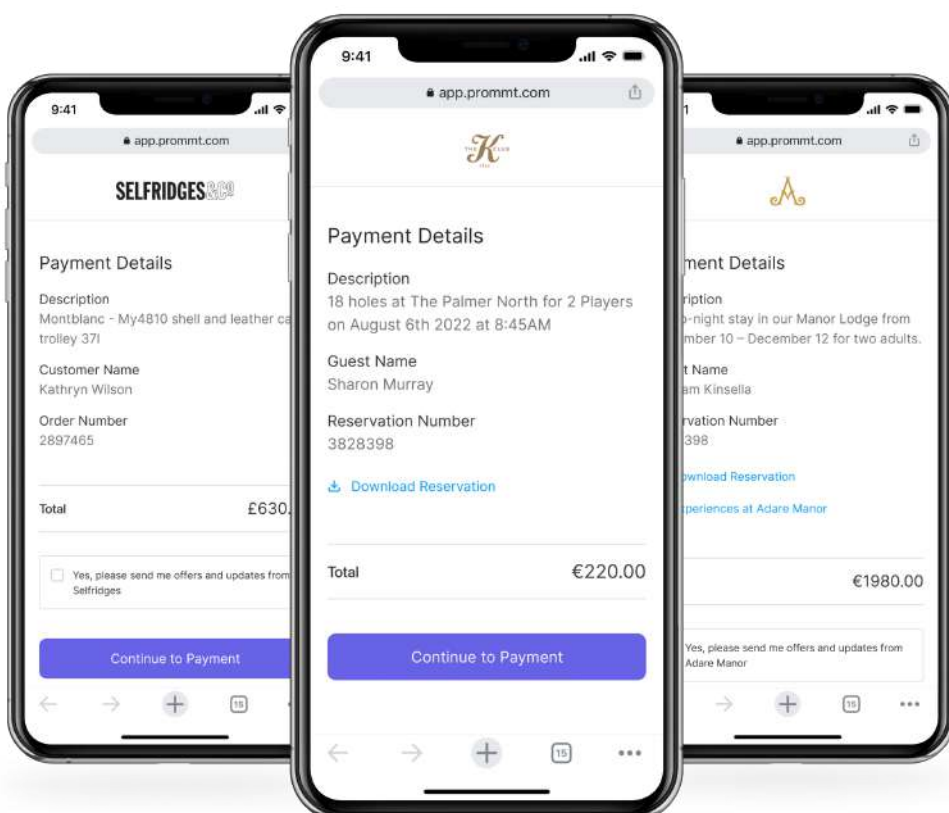 9:41
app.prommt.com
SELFRIDGES&CO
Payment Details
Description
Montblanc - My4810 shell and leather ca
trolley 37l
Customer Name
Kathryn Wilson
Order Number
2897465
Total £630.
Yes, please send me offers and updates from
Selfridges
Continue to Payment
15
9:41
app.prommt.com
THE K CLUB
Payment Details
Description
18 holes at The Palmer North for 2 Players
on August 6th 2022 at 8:45AM
Guest Name
Sharon Murray
Reservation Number
3828398
Download Reservation
Total €220.00
Continue to Payment
15
1
app.prommt.com
A
ment Details
ription
o-night stay in our Manor Lodge from
mber 10 – December 12 for two adults.
t Name
am Kinsella
rvation Number
398
ownload Reservation
periences at Adare Manor
€1980.00
Yes, please send me offers and updates from
Adare Manor
15